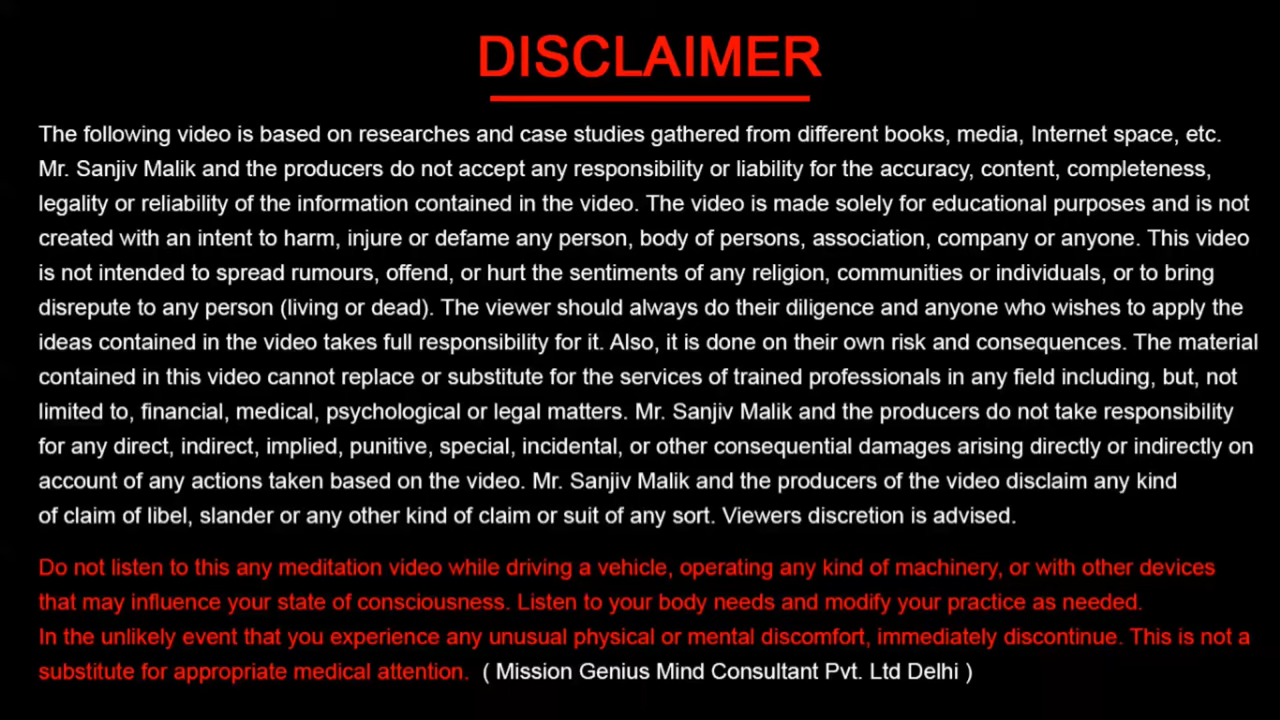 DISCLAIMER
The following video is based on researches and case studies gathered from different books, media, Internet space, etc.
Mr. Sanjiv Malik and the producers do not accept any responsibility or liability for the accuracy, content, completeness,
legality or reliability of the information contained in the video. The video is made solely for educational purposes and is not
created with an intent to harm, injure or defame any person, body of persons, association, company or anyone. This video
is not intended to spread rumours, offend, or hurt the sentiments of any religion, communities or individuals, or to bring
disrepute to any person (living or dead). The viewer should always do their diligence and anyone who wishes to apply the
ideas contained in the video takes full responsibility for it. Also, it is done on their own risk and consequences. The material
contained in this video cannot replace or substitute for the services of trained professionals in any field including, but, not
limited to, financial, medical, psychological or legal matters. Mr. Sanjiv Malik and the producers do not take responsibility
for any direct, indirect, implied, punitive, special, incidental, or other consequential damages arising directly or indirectly on
account of any actions taken based on the video. Mr. Sanjiv Malik and the producers of the video disclaim any kind
of claim of libel, slander or any other kind of claim or suit of any sort. Viewers discretion is advised.
Do not listen to this any meditation video while driving a vehicle, operating any kind of machinery, or with other devices
that may influence your state of consciousness. Listen to your body needs and modify your practice as needed.
In the unlikely event that you experience any unusual physical or mental discomfort, immediately discontinue. This is not a
substitute for appropriate medical attention. ( Mission Genius Mind Consultant Pvt. Ltd Delhi )